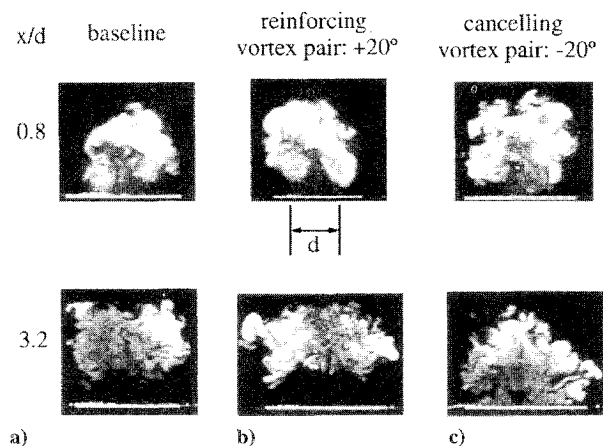 x/d baseline reinforcing vortex pair: +20° cancelling vortex pair: -20°
0.8
d
3.2
a) b) c)